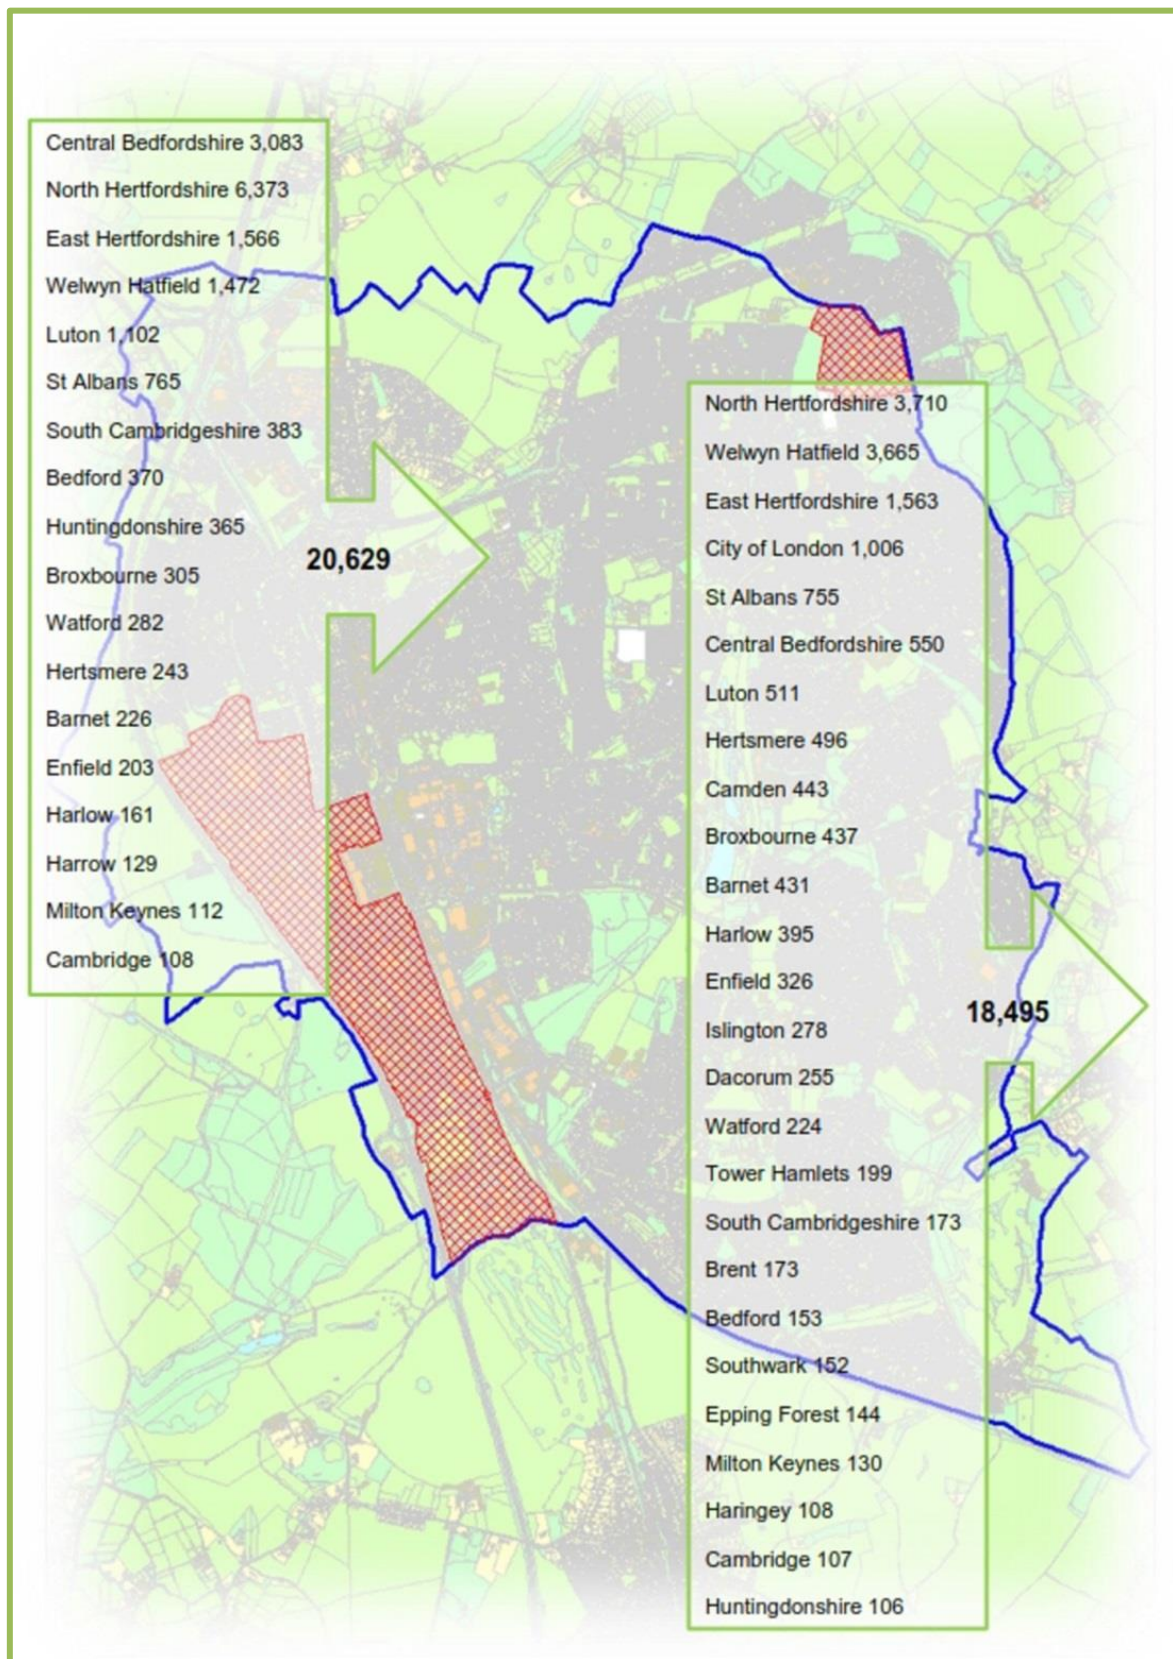 Central Bedfordshire 3,083
North Hertfordshire 6,373
East Hertfordshire 1,566
Welwyn Hatfield 1,472
Luton 1,102
St Albans 765
South Cambridgeshire 383
Bedford 370
Huntingdonshire 365
Broxbourne 305
Watford 282
Hertsmere 243
Barnet 226
Enfield 203
Harlow 161
Harrow 129
Milton Keynes 112
Cambridge 108
20,629
North Hertfordshire 3,710
Welwyn Hatfield 3,665
East Hertfordshire 1,563
City of London 1,006
St Albans 755
Central Bedfordshire 550
Luton 511
Hertsmere 496
Camden 443
Broxbourne 437
Barnet 431
Harlow 395
Enfield 326
Islington 278
Dacorum 255
Watford 224
Tower Hamlets 199
South Cambridgeshire 173
Brent 173
Bedford 153
Southwark 152
Epping Forest 144
Milton Keynes 130
Haringey 108
Cambridge 107
Huntingdonshire 106
18,495